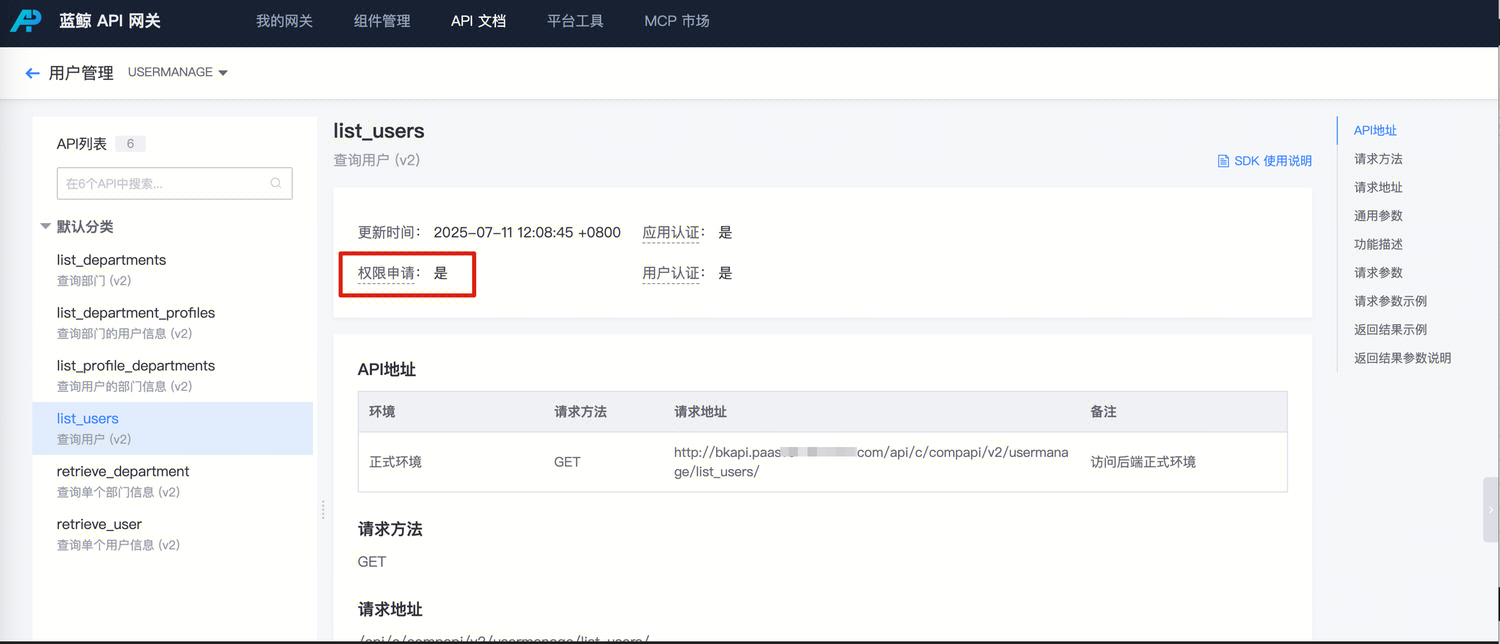 蓝鲸 API 网关 我的网关 组件管理 API 文档 平台工具 MCP 市场
用户管理 USERMANAGE
API列表 6
在6个API中搜索...
默认分类
list_departments
查询部门 (v2)
list_department_profiles
查询部门的用户信息 (v2)
list_profile_departments
查询用户的部门信息 (v2)
list_users
查询用户 (v2)
retrieve_department
查询单个部门信息 (v2)
retrieve_user
查询单个用户信息 (v2)
list_users
查询用户 (v2)
SDK 使用说明
更新时间： 2025-07-11 12:08:45 +0800 应用认证： 是
权限申请： 是 用户认证： 是
API地址
环境 请求方法 请求地址 备注
正式环境 GET http://bkapi.paas com/api/c/compapi/v2/usermana
ge/list_users/ 访问后端正式环境
请求方法
GET
请求地址
/api/c/compapi/v2/usermanage/list_users/
API地址
请求方法
请求地址
通用参数
功能描述
请求参数
请求参数示例
返回结果示例
返回结果参数说明